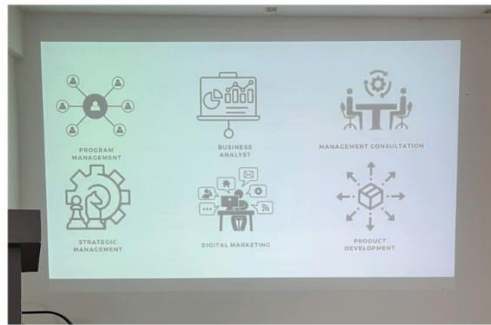 PROGRAM
MANAGEMENT
BUSINESS
ANALYST
MANAGEMENT CONSULTATION
STRATEGIC
MANAGEMENT
DIGITAL MARKETING
PRODUCT
DEVELOPMENT